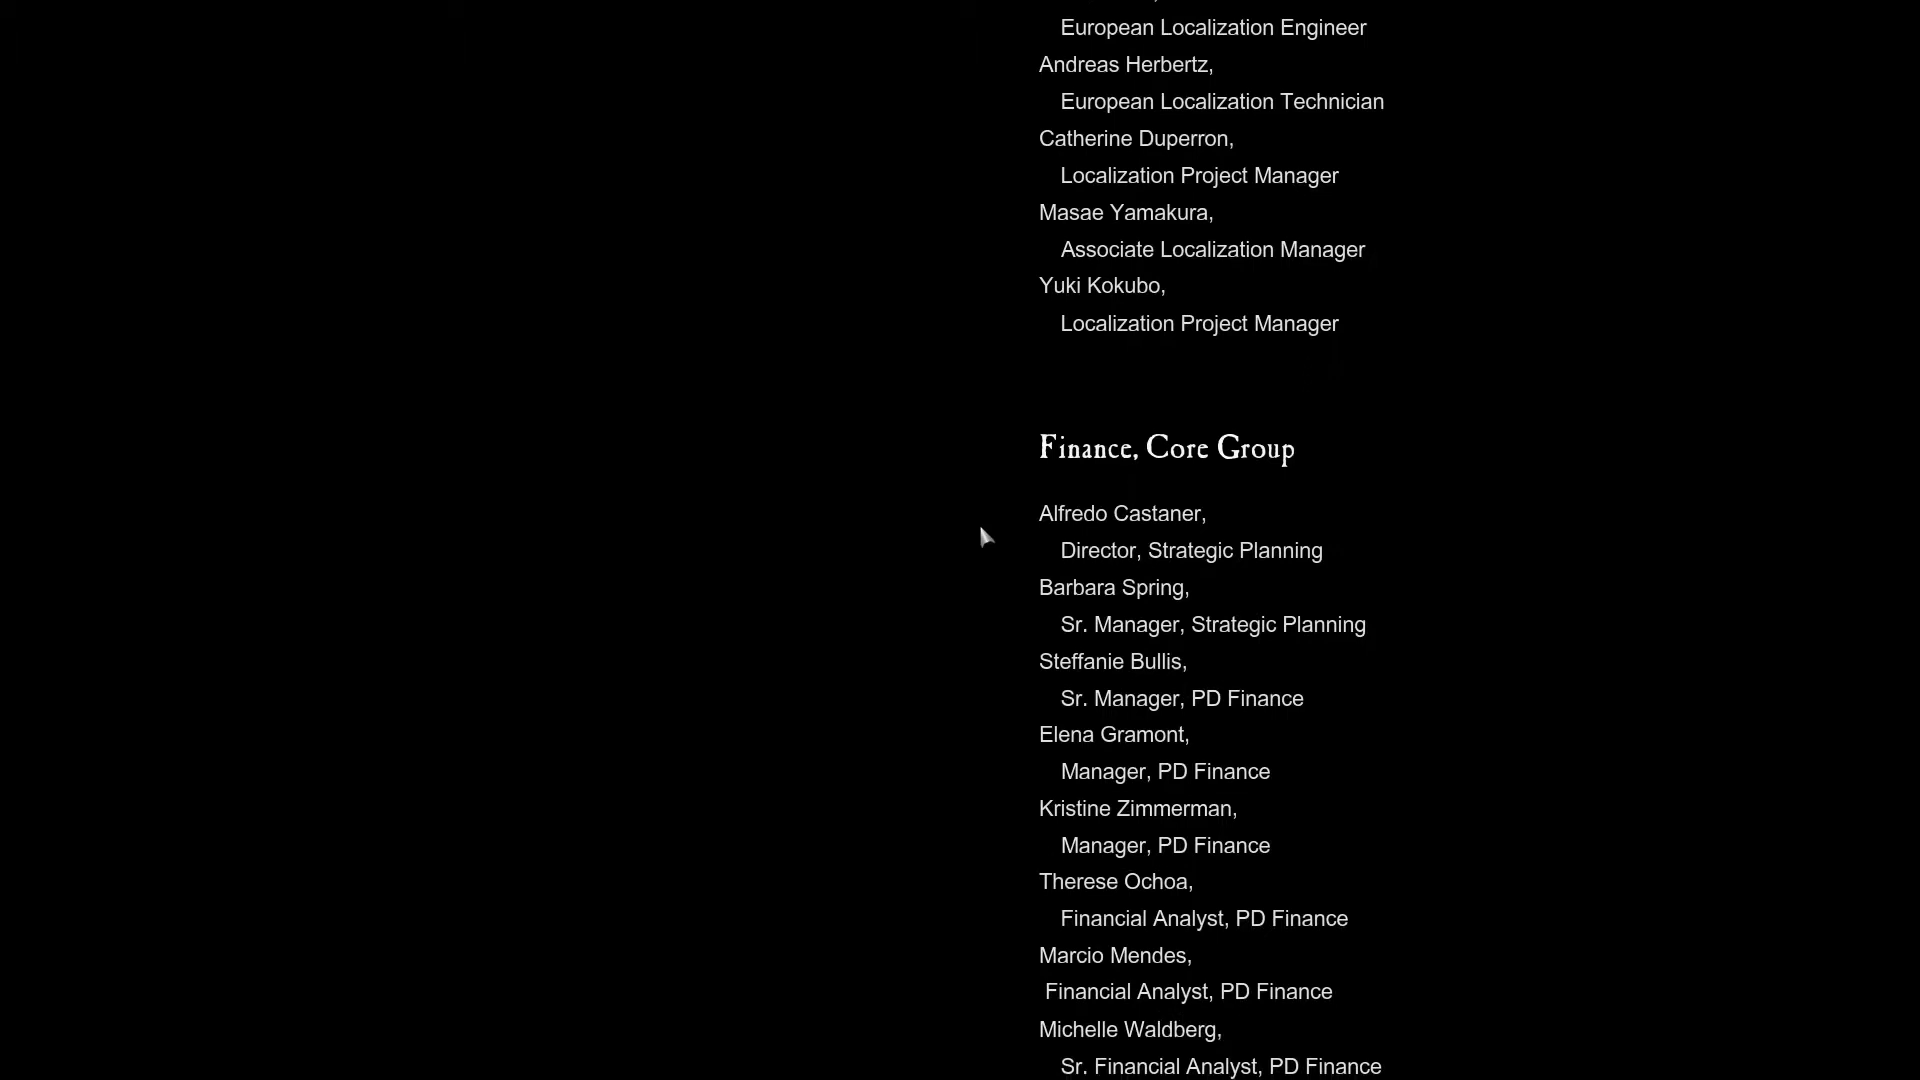 European Localization Engineer
Andreas Herbertz,
European Localization Technician
Catherine Duperron,
Localization Project Manager
Masae Yamakura,
Associate Localization Manager
Yuki Kokubo,
Localization Project Manager
Finance, Core Group
Alfredo Castaner,
Director, Strategic Planning
Barbara Spring,
Sr. Manager, Strategic Planning
Steffanie Bullis,
Sr. Manager, PD Finance
Elena Gramont,
Manager, PD Finance
Kristine Zimmerman,
Manager, PD Finance
Therese Ochoa,
Financial Analyst, PD Finance
Marcio Mendes,
Financial Analyst, PD Finance
Michelle Waldberg,
Sr. Financial Analyst, PD Finance